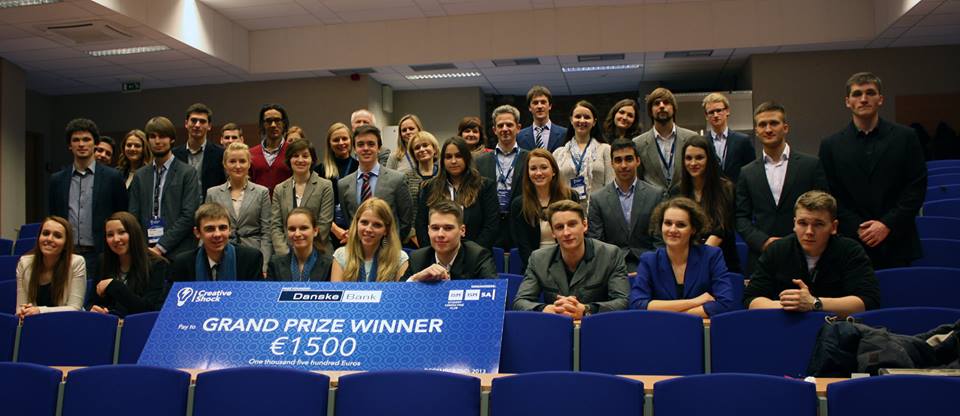 Creative
Shock
Danske Bank
Pay to
GRAND PRIZE WINNER
€1500
One thousand five hundred Euros
SA